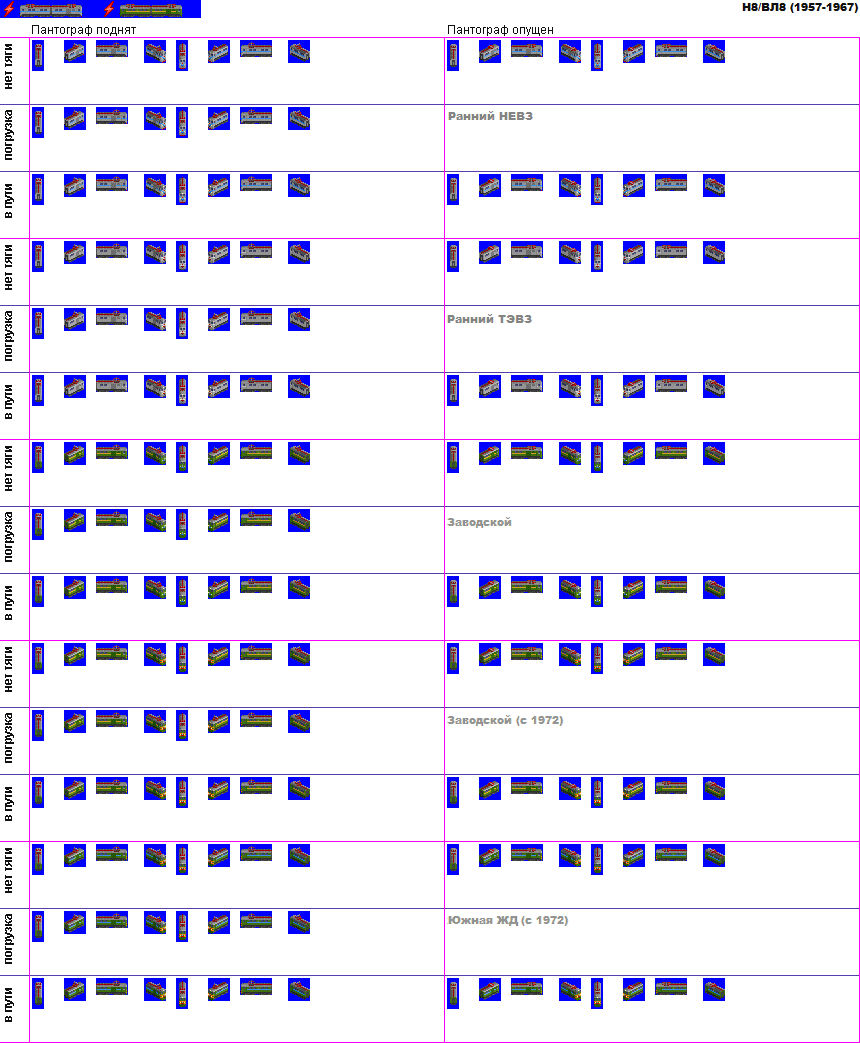 Н8/ВЛ8 (1957-1967)
Пантограф поднят
Пантограф опущен
нет тяги
погрузка
Ранний НЕВЗ
в пути
нет тяги
погрузка
Ранний ТЭВЗ
в пути
нет тяги
погрузка
Заводской
в пути
нет тяги
погрузка
Заводской (с 1972)
в пути
нет тяги
погрузка
Южная ЖД (с 1972)
в пути